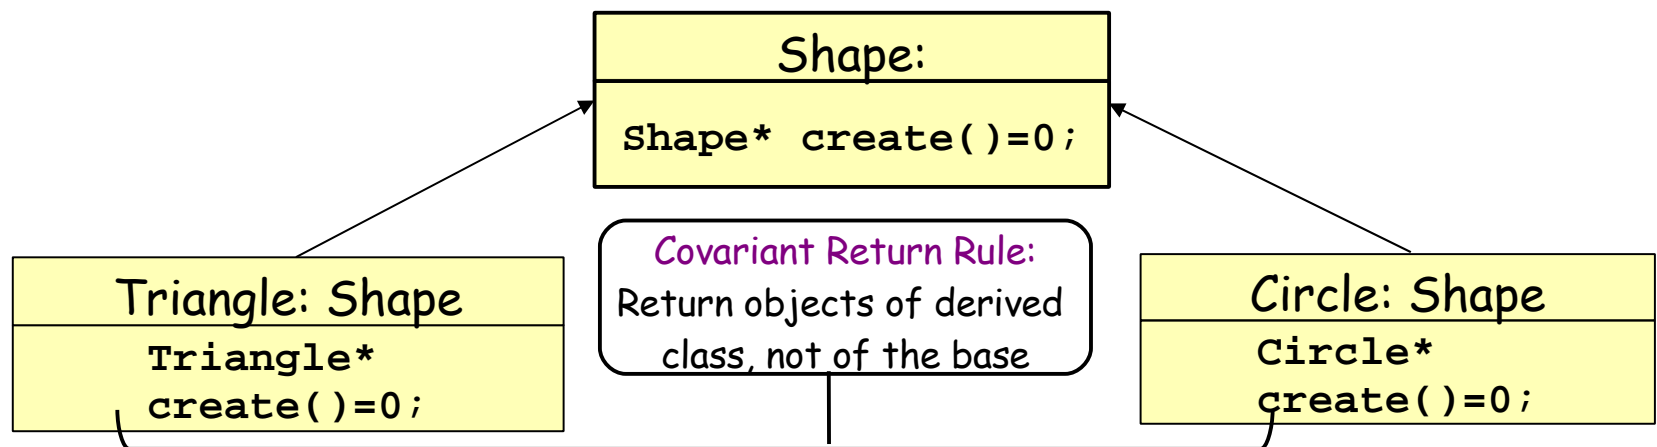 Shape:
Shape* create()=0;
Covariant Return Rule:
Return objects of derived
class, not of the base
Triangle: Shape
Triangle*
create()=0;
Circle: Shape
Circle*
create()=0;